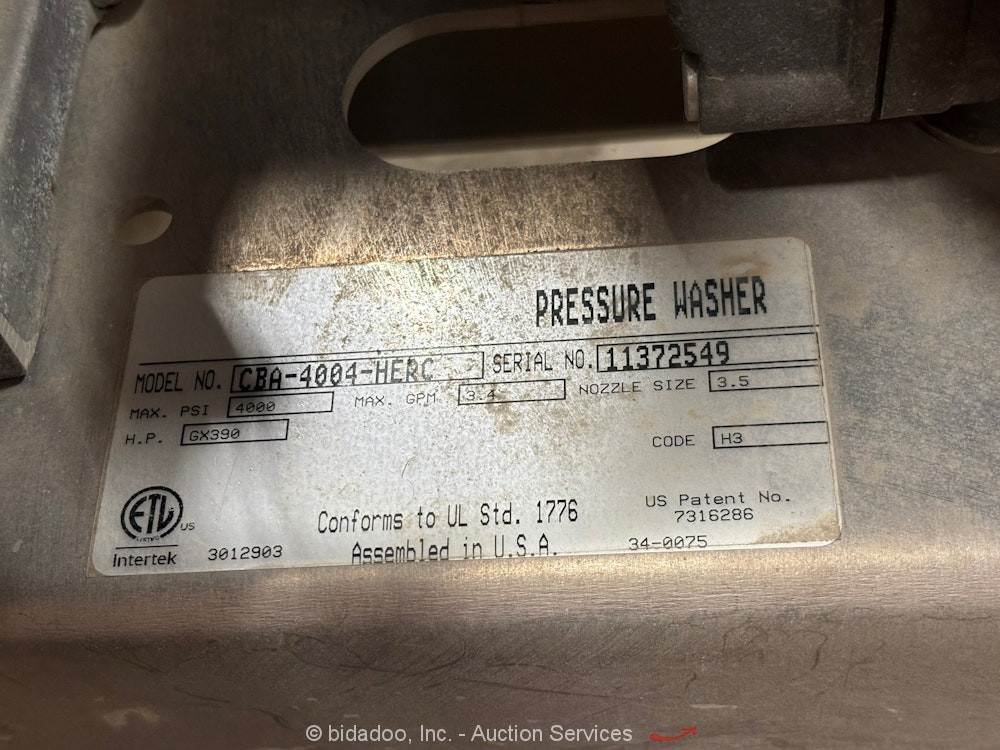 PRESSURE WASHER
MODEL NO. CBA-4004-HERC SERIAL NO. 11372549
MAX. PSI 4000 MAX. GPM 3.4 NOZZLE SIZE 3.5
H.P. GX390 CODE H3
ETL US
LISTED
Intertek 3012903
Conforms to UL Std. 1776
Assembled in U.S.A.
US Patent No.
7316286
34-0075
© bidadoo, Inc. - Auction Services